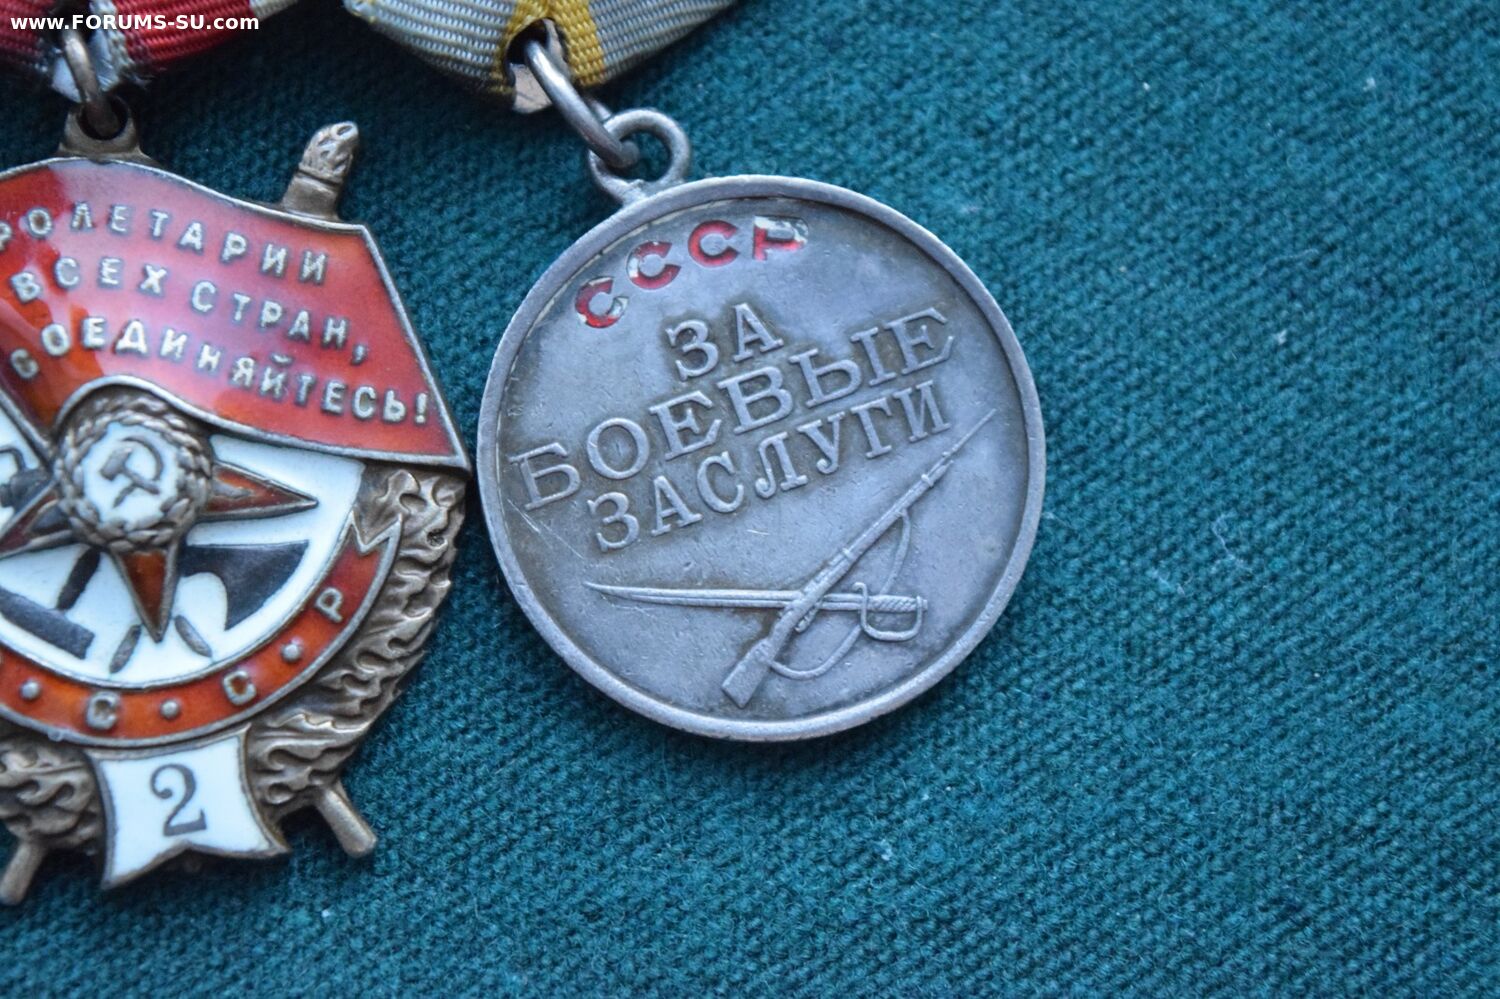 www.FORUMS-SU.com
РОЛЕТАРИИ
ВСЕХ СТРАН,
СОЕДИНЯЙТЕСЬ!
С С Р
2
СССР
ЗА
БОЕВЫЕ
ЗАСЛУГИ